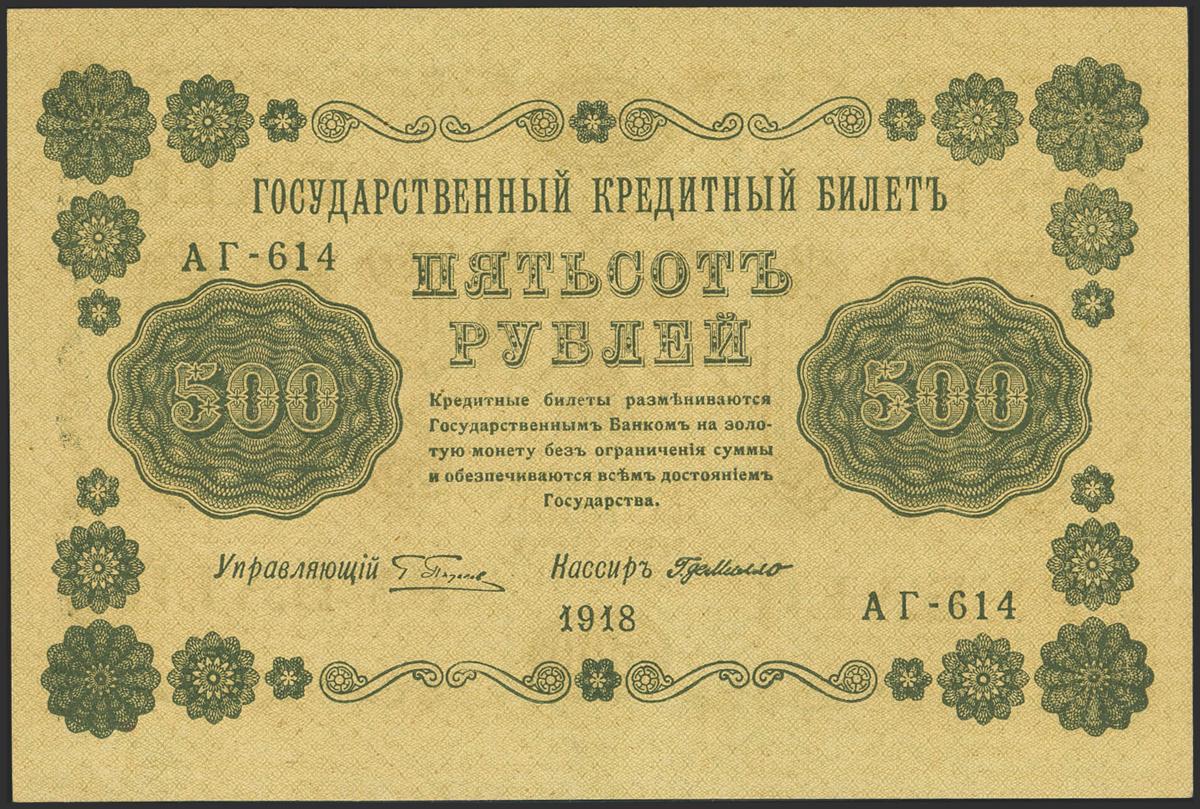 ГОСУДАРСТВЕННЫЙ КРЕДИТНЫЙ БИЛЕТЪ
АГ-614
ПЯТЬСОТЪ
РУБЛЕЙ
500
500
Кредитные билеты размѣниваются
Государственнымъ Банкомъ на золо-
тую монету безъ ограниченія суммы
и обезпечиваются всѣмъ достояніемъ
Государства.
Управляющій
Кассиръ
1918
АГ-614